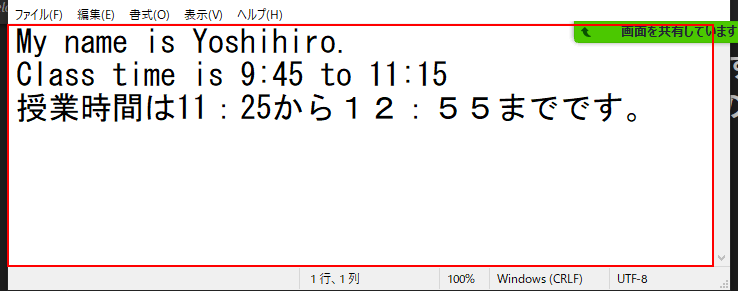 ファイル(F) 編集(E) 書式(O) 表示(V) ヘルプ(H)
画面を共有しています
My name is Yoshihiro.
Class time is 9:45 to 11:15
授業時間は11：25から１２：５５までです。
1 行、1 列 100% Windows (CRLF) UTF-8